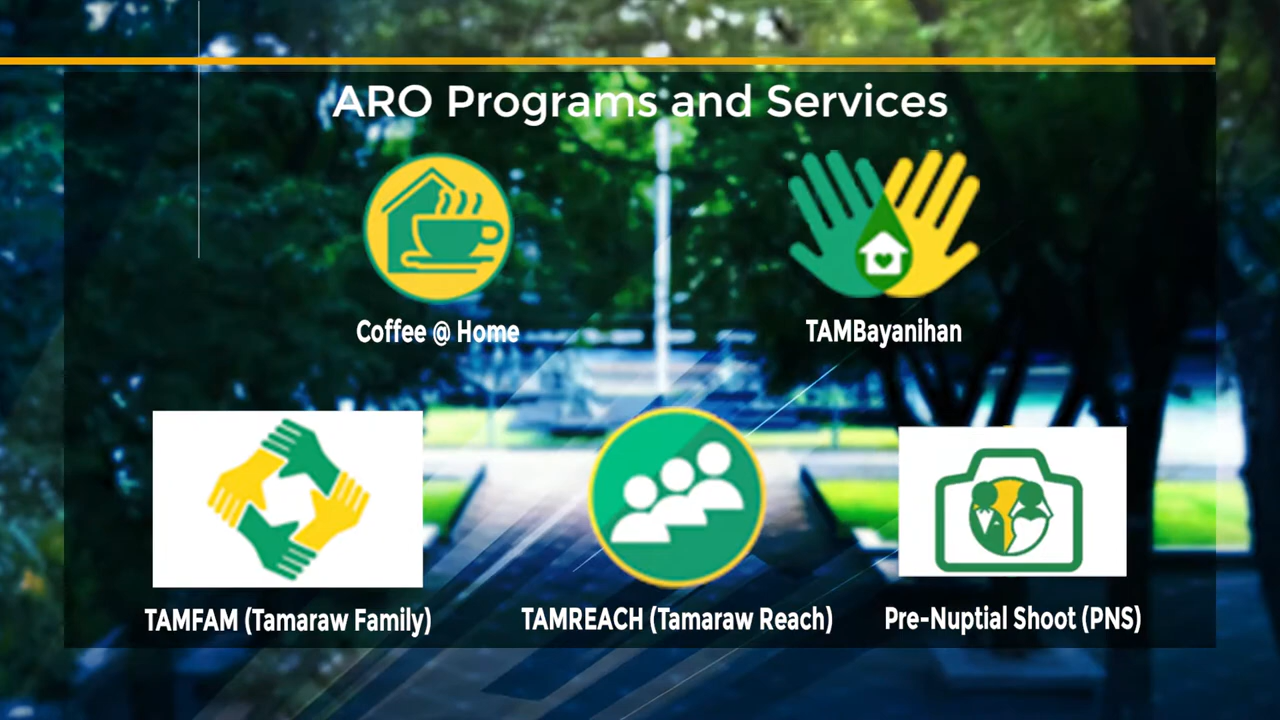 ARO Programs and Services
Coffee @ Home
TAMBayanihan
TAMFAM (Tamaraw Family)
TAMREACH (Tamaraw Reach)
Pre-Nuptial Shoot (PNS)